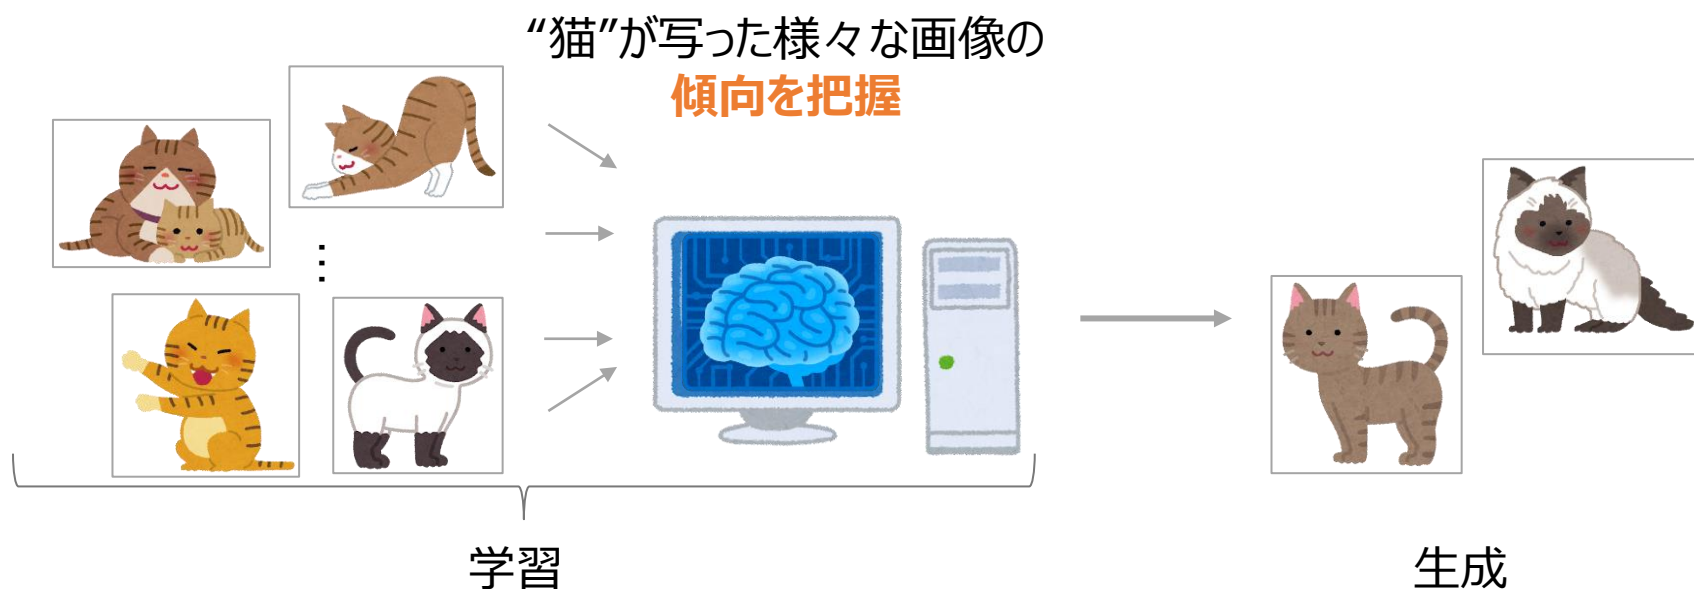 “猫”が写った様々な画像の
傾向を把握
学習
生成